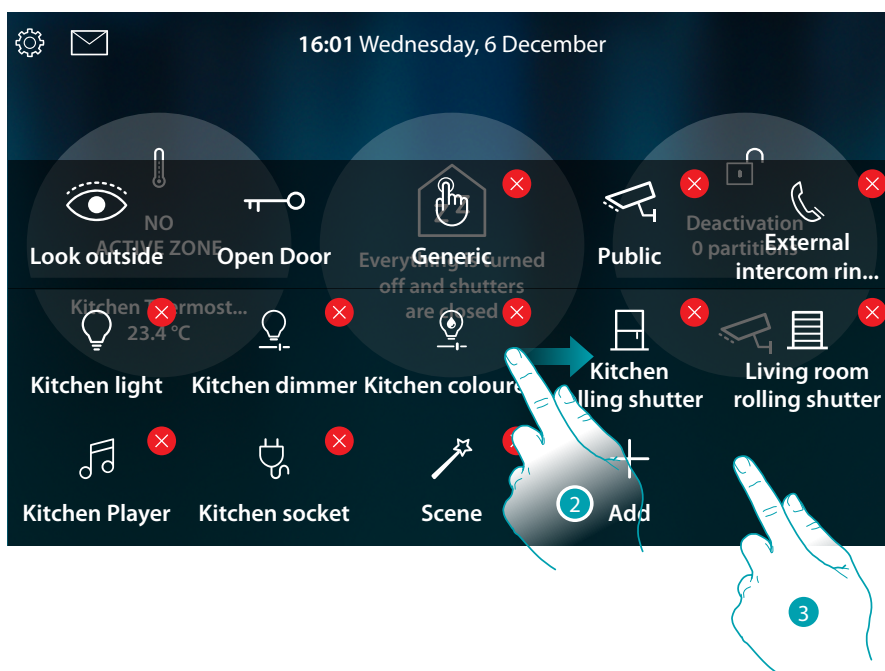 16:01 Wednesday, 6 December
NO
ACTIVE ZONE
Everything is turned
off and shutters
are closed
Deactivation
0 partitions
Kitchen Thermost...
23.4 °C
Look outside
Open Door
Generic
Public
External
intercom rin...
Kitchen light
Kitchen dimmer
Kitchen coloure
Kitchen
lling shutter
Living room
rolling shutter
Kitchen Player
Kitchen socket
Scene
Add
2
3